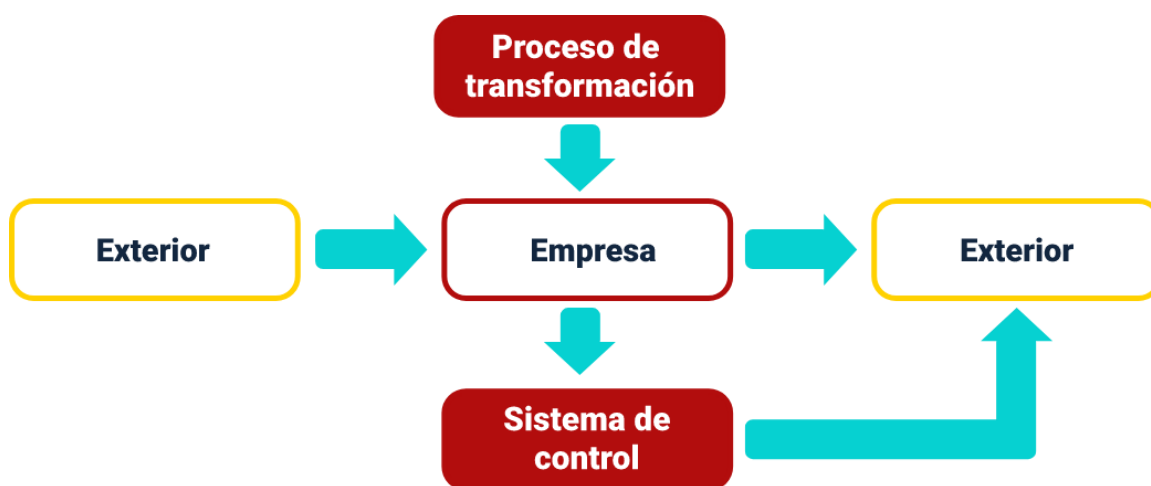 Proceso de
transformación
Exterior
Empresa
Exterior
Sistema de
control